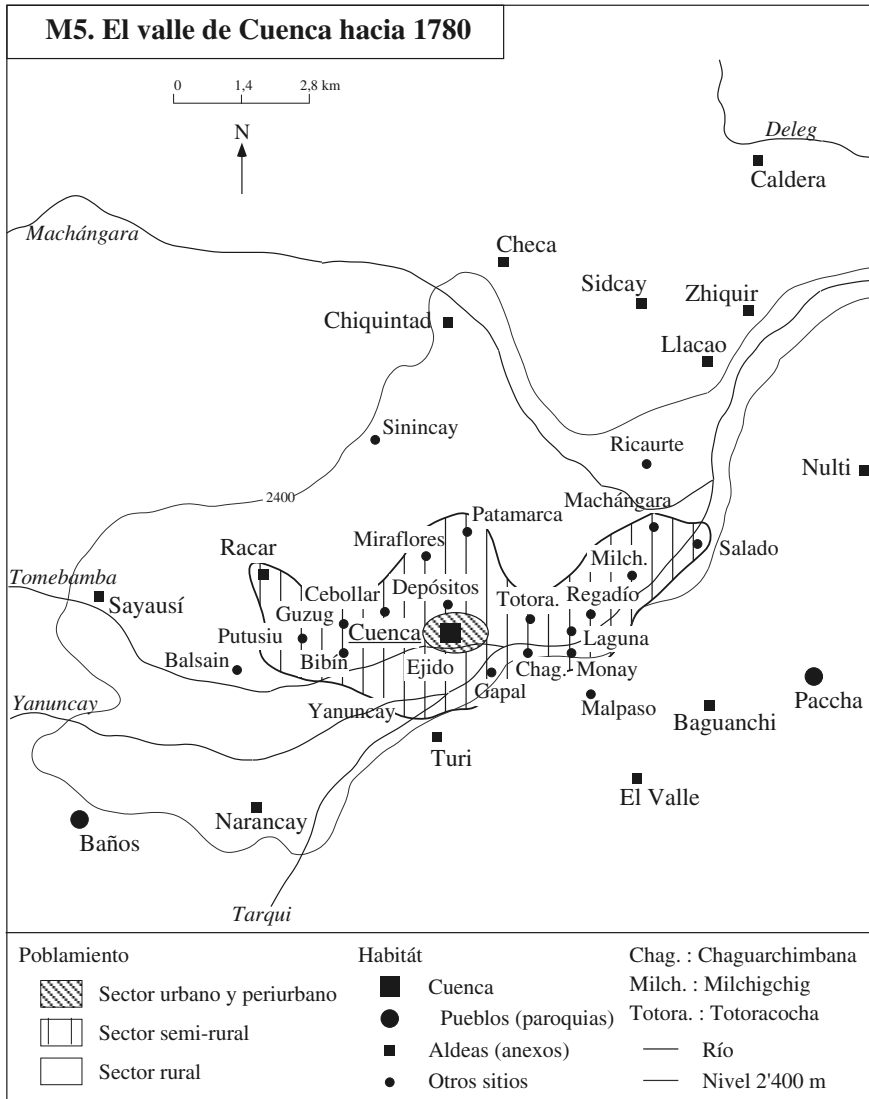 M5. El valle de Cuenca hacia 1780
0 1,4 2,8 km
N
Deleg
Caldera
Machángara
Checa
Sidcay
Zhiquir
Chiquintad
Llacao
Sinincay
Ricaurte
Nulti
2400
Machángara
Patamarca
Miraflores
Salado
Racar
Milch.
Tomebamba
Cebollar
Depósitos
Totora.
Regadío
Sayausí
Guzug
Cuenca
Putusiu
Laguna
Balsain
Bibín
Ejido
Chag.
Monay
Gapal
Paccha
Yanuncay
Yanuncay
Malpaso
Baguanchi
Turi
El Valle
Narancay
Baños
Tarqui
Poblamiento
Sector urbano y periurbano
Sector semi-rural
Sector rural
Habitát
Cuenca
Pueblos (paroquias)
Aldeas (anexos)
Otros sitios
Chag. : Chaguarchimbana
Milch. : Milchigchig
Totora. : Totoracocha
Río
Nivel 2'400 m